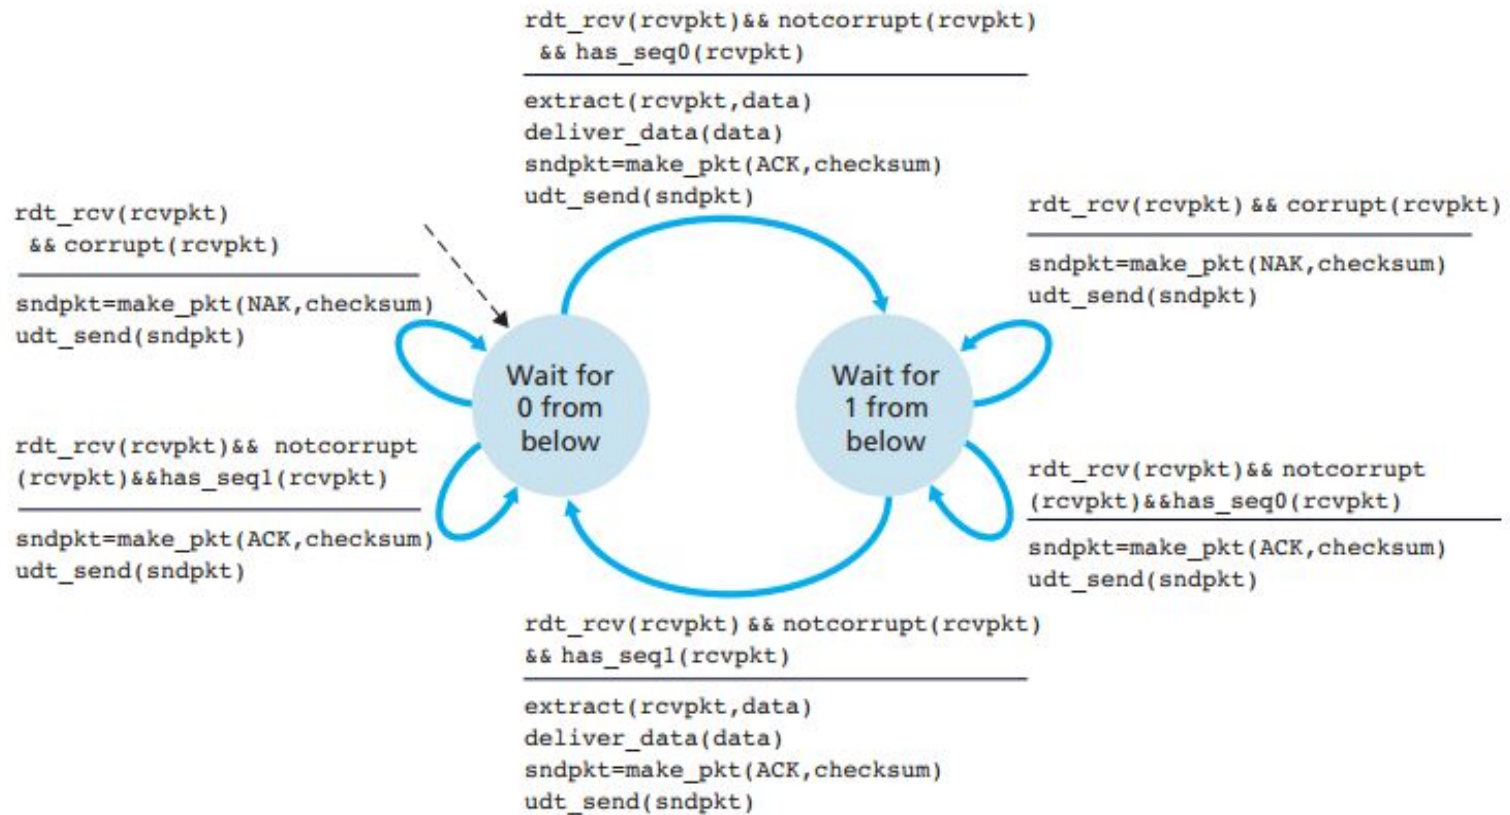 rdt_rcv(rcvpkt)&& notcorrupt(rcvpkt)
&& has_seq0(rcvpkt)
extract(rcvpkt,data)
deliver_data(data)
sndpkt=make_pkt(ACK,checksum)
udt_send(sndpkt)
rdt_rcv(rcvpkt)
&& corrupt(rcvpkt)
sndpkt=make_pkt(NAK,checksum)
udt_send(sndpkt)
rdt_rcv(rcvpkt) && corrupt(rcvpkt)
sndpkt=make_pkt(NAK,checksum)
udt_send(sndpkt)
Wait for
0 from
below
Wait for
1 from
below
rdt_rcv(rcvpkt)&& notcorrupt
(rcvpkt)&&has_seq1(rcvpkt)
sndpkt=make_pkt(ACK,checksum)
udt_send(sndpkt)
rdt_rcv(rcvpkt)&& notcorrupt
(rcvpkt)&&has_seq0(rcvpkt)
sndpkt=make_pkt(ACK,checksum)
udt_send(sndpkt)
rdt_rcv(rcvpkt) && notcorrupt(rcvpkt)
&& has_seq1(rcvpkt)
extract(rcvpkt,data)
deliver_data(data)
sndpkt=make_pkt(ACK,checksum)
udt_send(sndpkt)